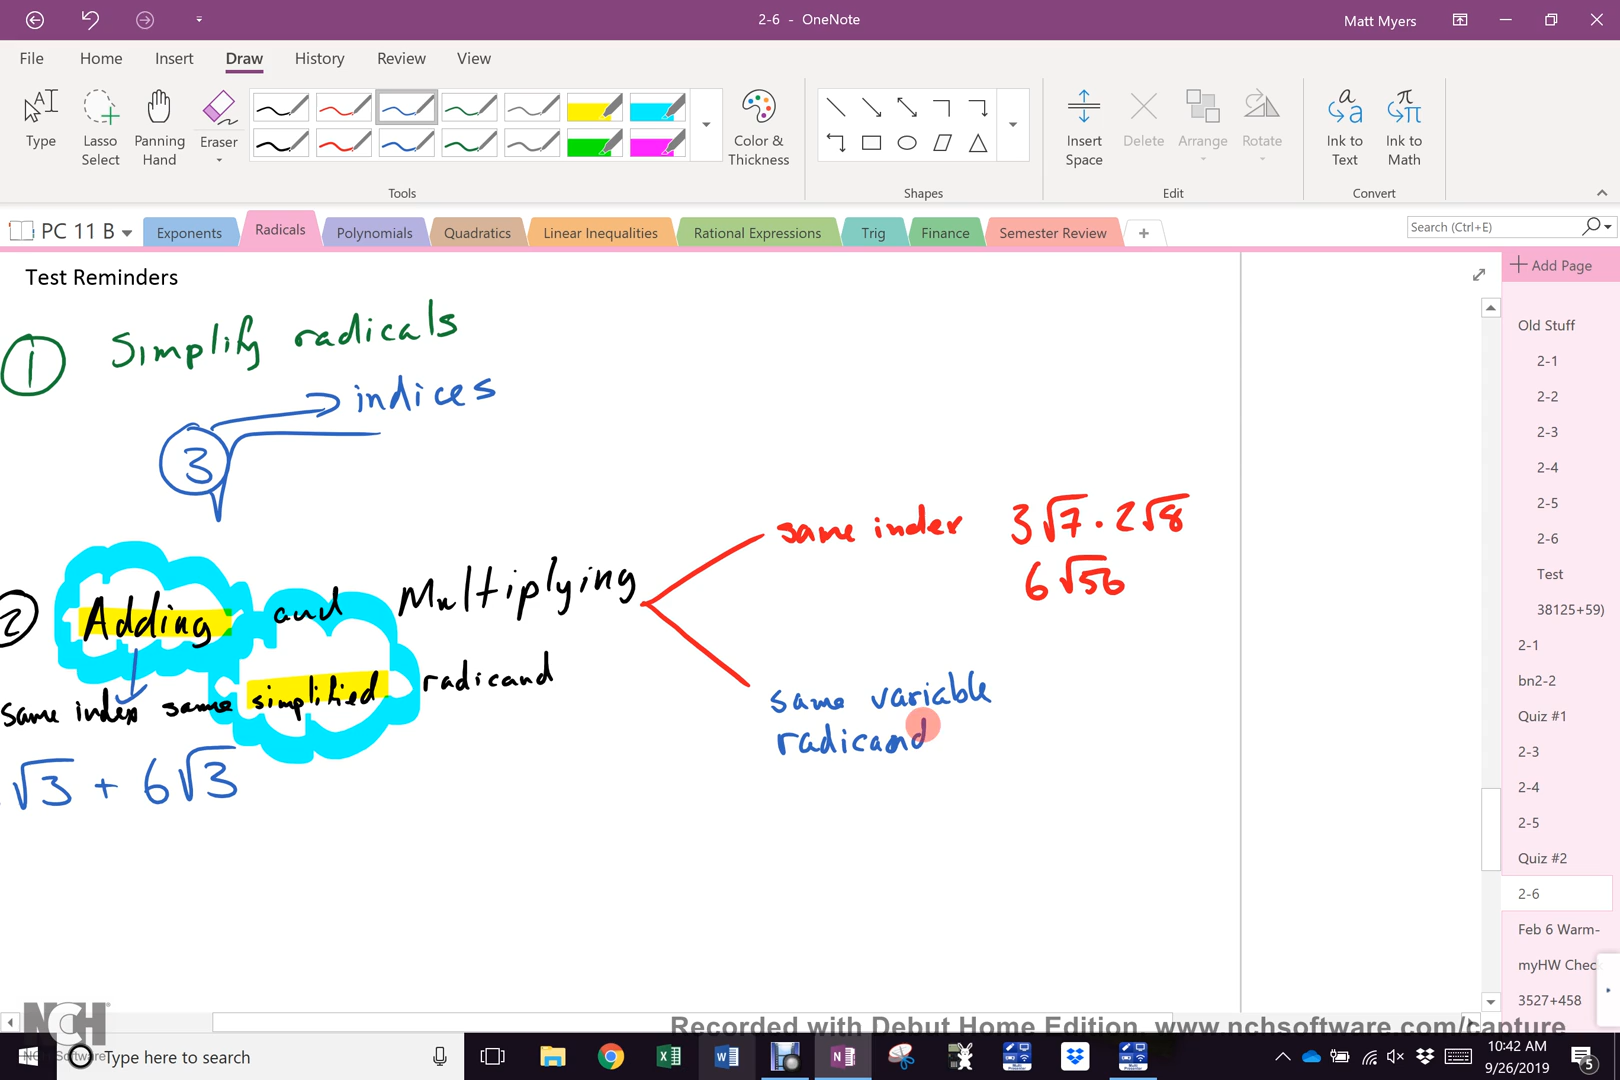 2-6 - OneNote
Matt Myers
File Home Insert Draw History Review View
Type
Lasso Select
Panning Hand
Eraser
Color & Thickness
Insert Space
Delete
Arrange
Rotate
Ink to Text
Ink to Math
Tools
Shapes
Edit
Convert
PC 11 B
Exponents Radicals Polynomials Quadratics Linear Inequalities Rational Expressions Trig Finance Semester Review +
Search (Ctrl+E)
Test Reminders
① Simplify radicals
3√ → indices
② Adding and Multiplying
same index same simplified radicand
√3 + 6√3
same index 3√7 · 2√8
6√56
same variable
radicand
Add Page
Old Stuff
2-1
2-2
2-3
2-4
2-5
2-6
Test
38125+59)
2-1
bn2-2
Quiz #1
2-3
2-4
2-5
Quiz #2
2-6
Feb 6 Warm-
myHW Chec
3527+458
NCH
NCH Software
Recorded with Debut Home Edition. www.nchsoftware.com/capture
Type here to search
10:42 AM
9/26/2019
5